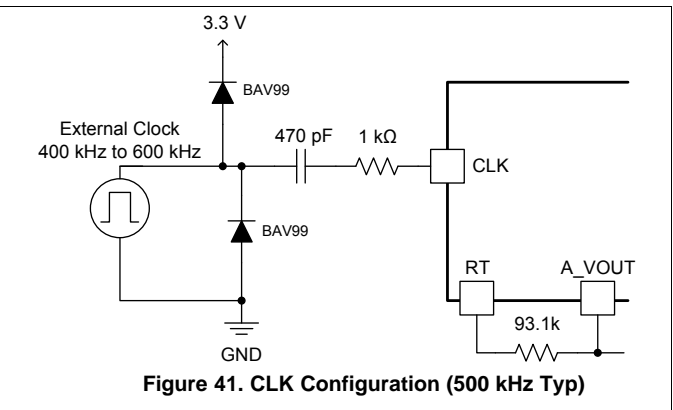 3.3 V
BAV99
External Clock
400 kHz to 600 kHz
470 pF
1 kΩ
CLK
BAV99
RT
A_VOUT
93.1k
GND
Figure 41. CLK Configuration (500 kHz Typ)